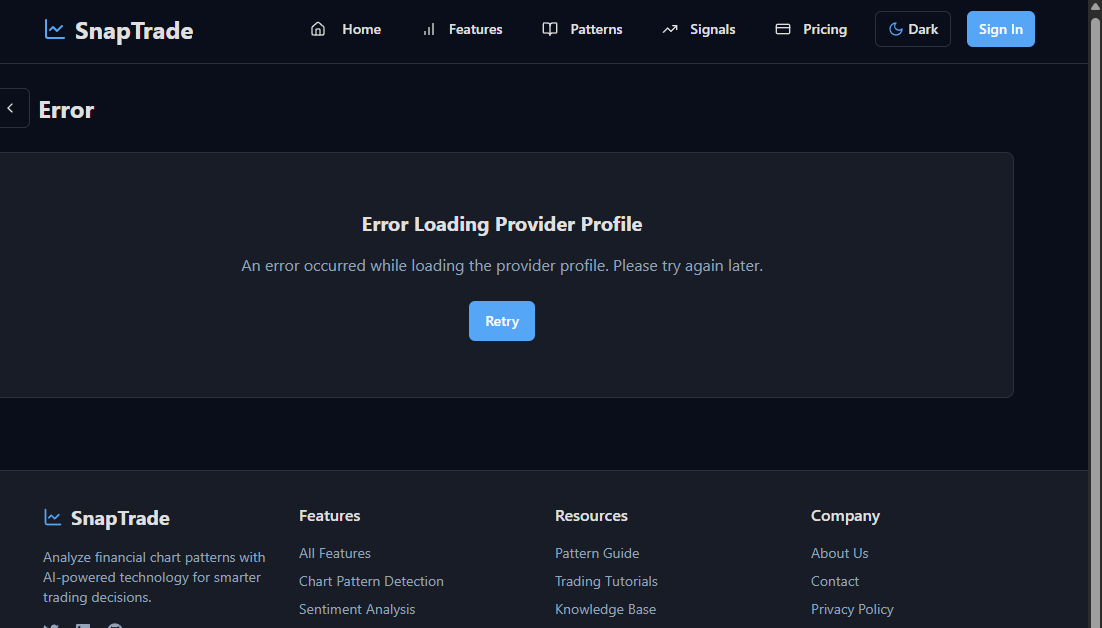 SnapTrade
Home
Features
Patterns
Signals
Pricing
Dark
Sign In
Error
Error Loading Provider Profile
An error occurred while loading the provider profile. Please try again later.
Retry
SnapTrade
Analyze financial chart patterns with
AI-powered technology for smarter
trading decisions.
Features
All Features
Chart Pattern Detection
Sentiment Analysis
Resources
Pattern Guide
Trading Tutorials
Knowledge Base
Company
About Us
Contact
Privacy Policy